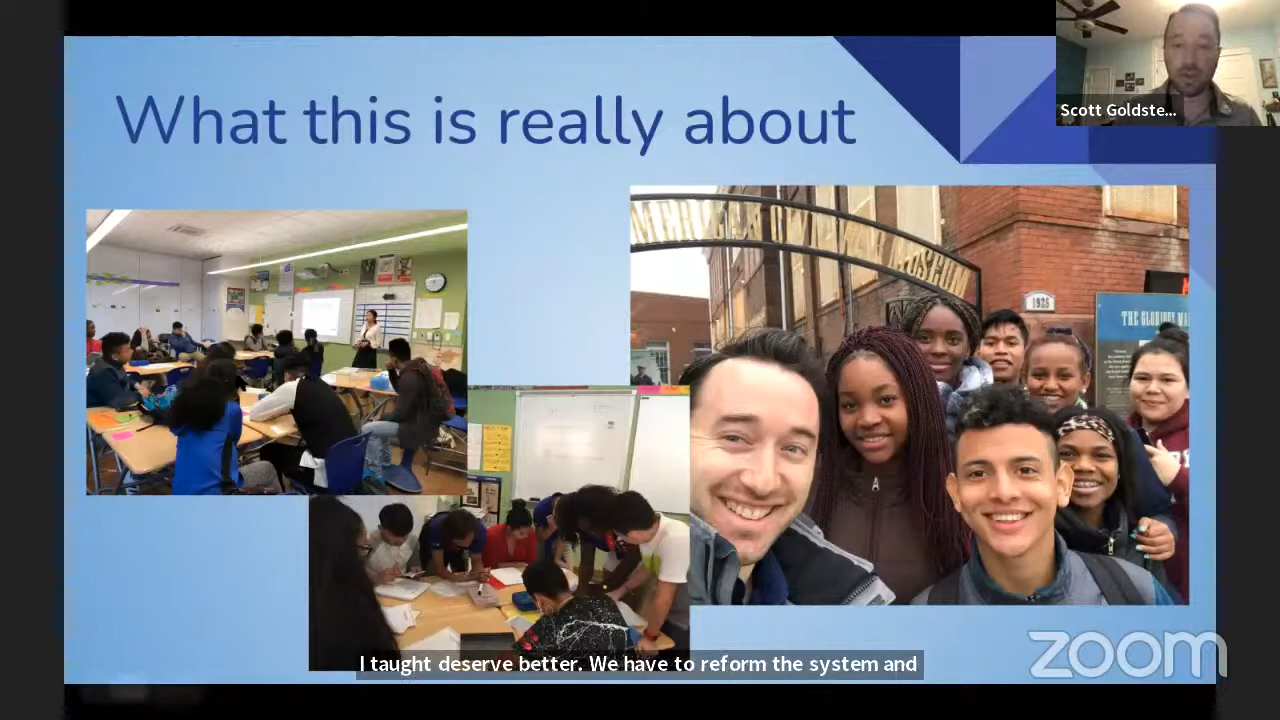 What this is really about
Scott Goldste...
1925
THE GLORIOUS MA
I taught deserve better. We have to reform the system and
zoom